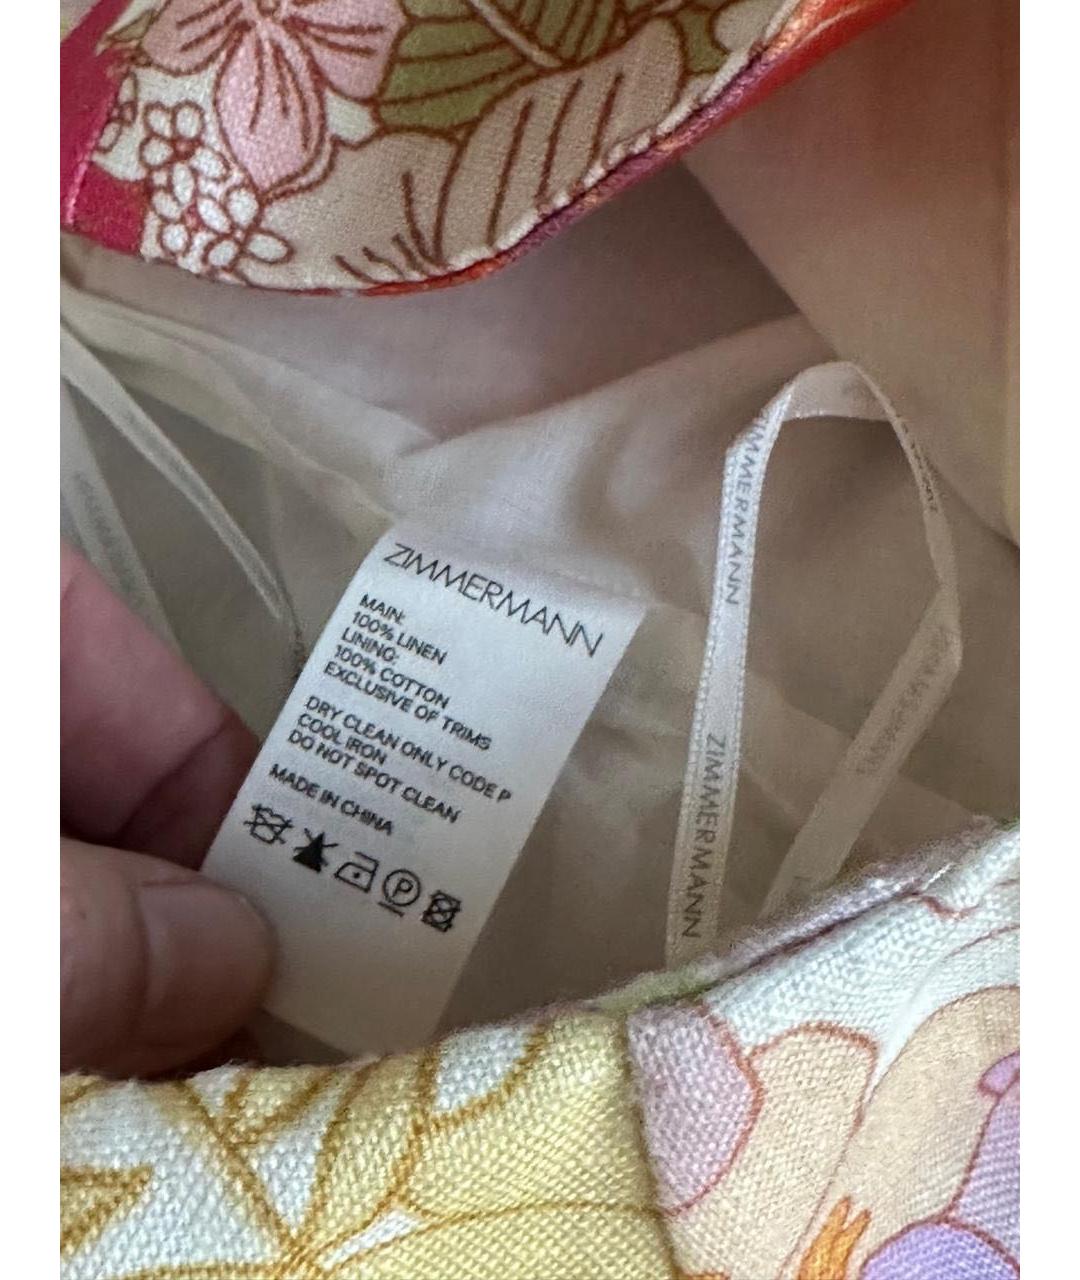 ZIMMERMANN
MAIN:
100% LINEN
LINING:
100% COTTON
EXCLUSIVE OF TRIMS
DRY CLEAN ONLY CODE P
COOL IRON
DO NOT SPOT CLEAN
MADE IN CHINA
P
ZIMMERMANN
ZIMMERMANN